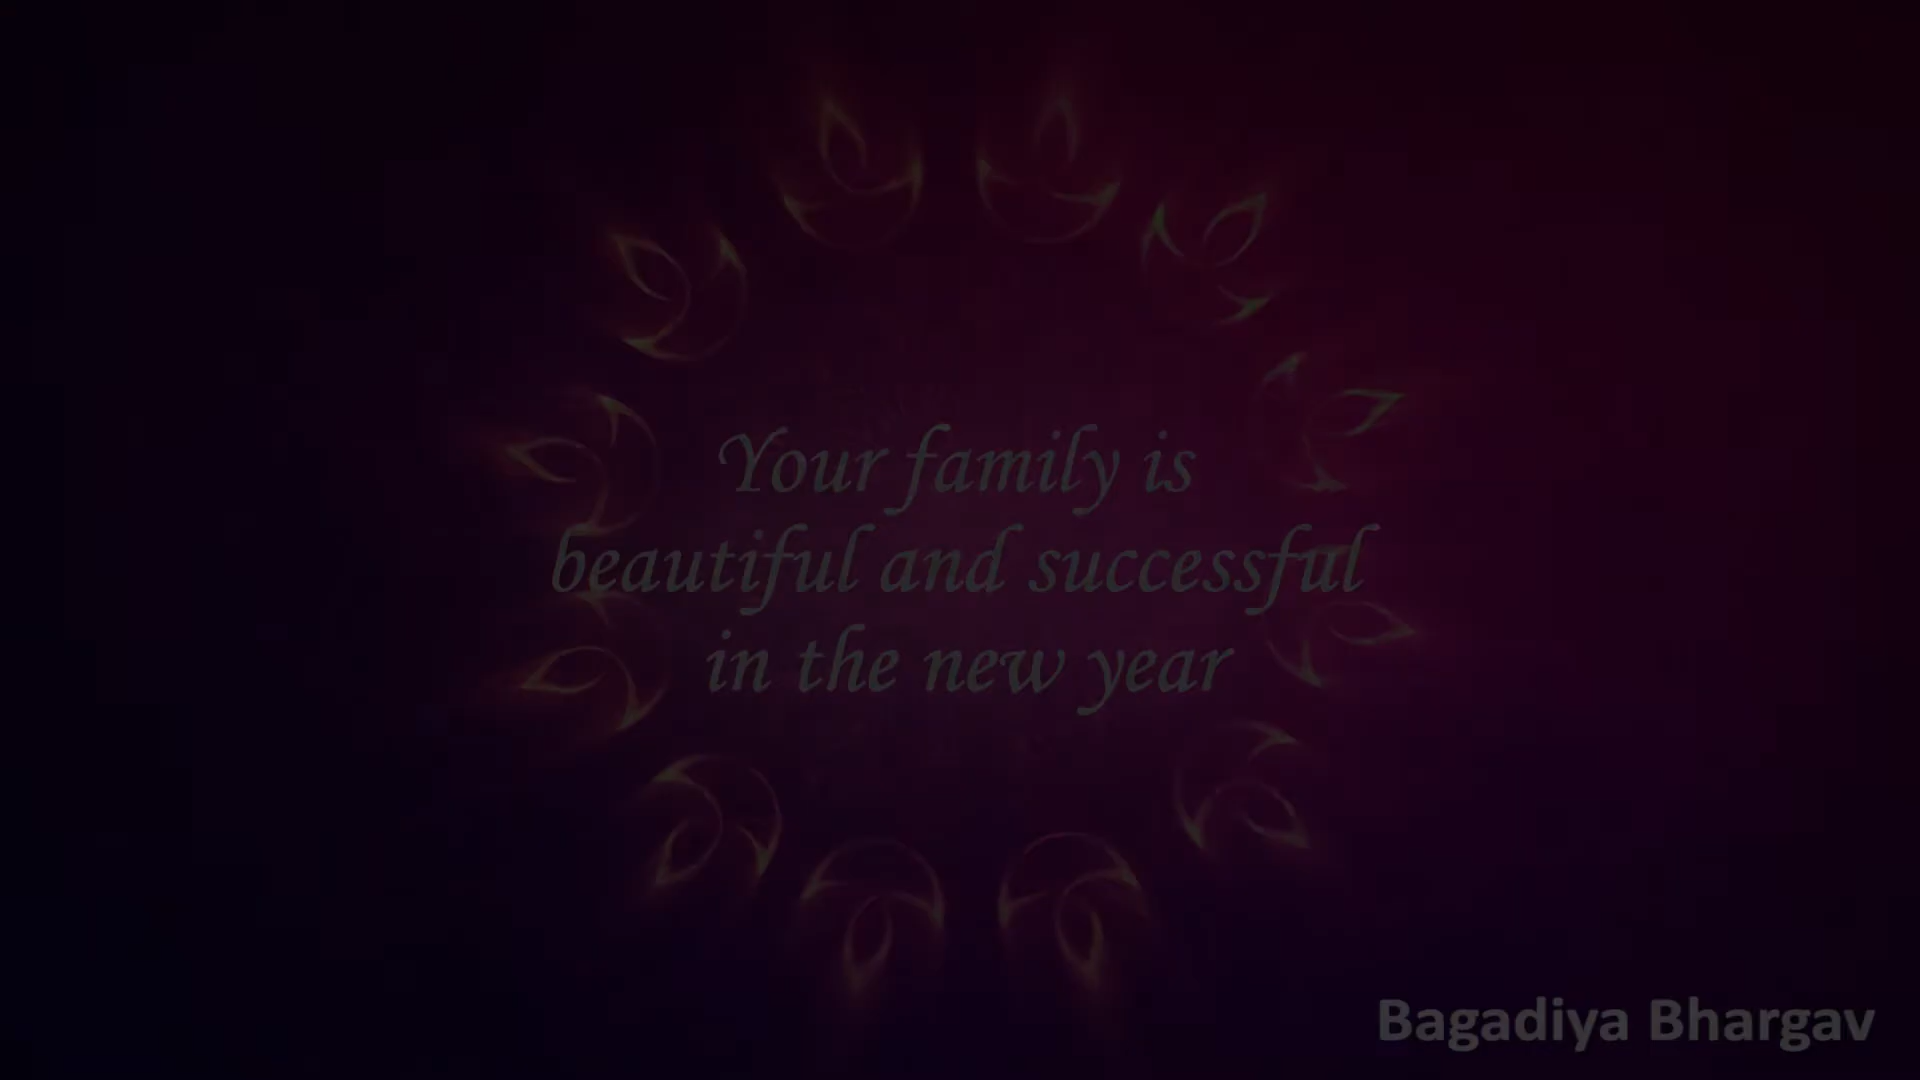 Your family is
beautiful and successful
in the new year
Bagadiya Bhargav